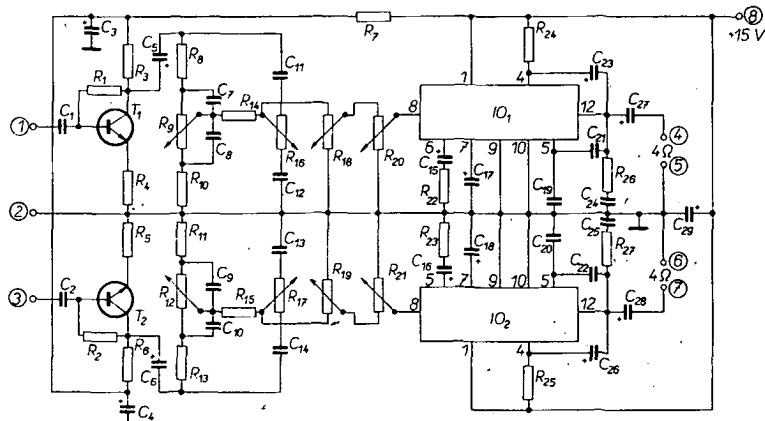 R7 8
C3 R24 +15 V
C5 R8 C23
R1 R3 C11 1 4
C7 R14 C27
C1 T1 8 IO1 12
1 R9 R16 R18 R20 4
C8 6 7 9 10 5 C21 4Ω
C15 5
R4 R10 C12 R22 C17 C19 R26
C24
2
R5 R11 C13 R23 C18 C20 C25 C29
R27
C9 C16 C22 6
C2 R12 R17 R19 R21 5 7 9 10 5 4Ω
3 T2 R15 7
C10 8 IO2 12 C28
R2 R6 C14
C6 R13 1 4 C26
C4 R25